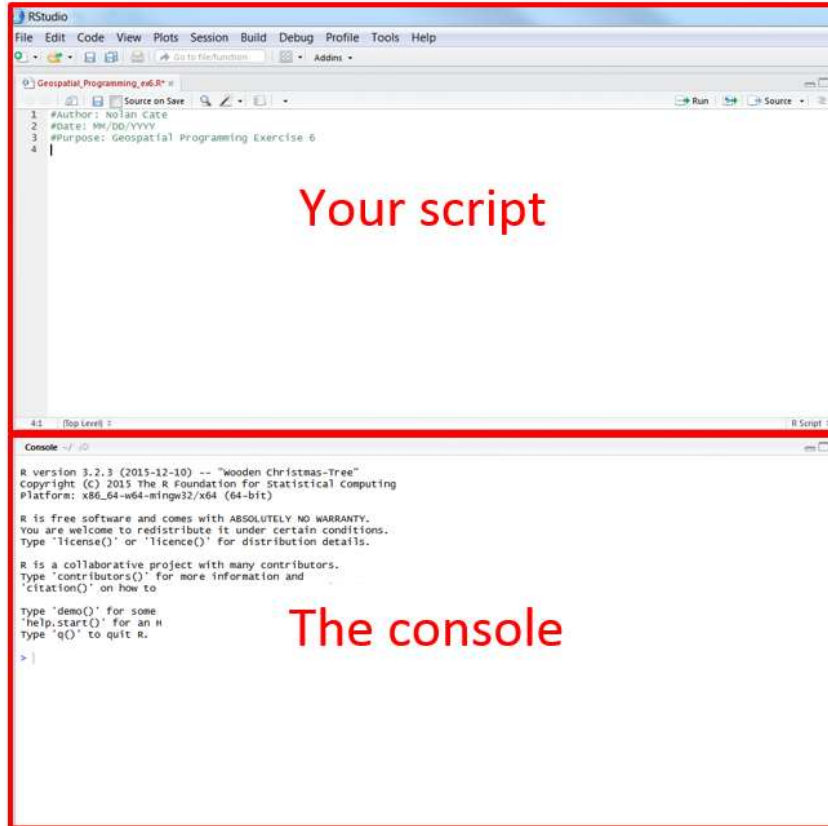 RStudio
File Edit Code View Plots Session Build Debug Profile Tools Help
Go to file/function Addins
Geospatial_Programming_ex6.R*
Source on Save Run Source
1 #Author: Nolan Cate
2 #Date: MM/DD/YYYY
3 #Purpose: Geospatial Programming Exercise 6
4
Your script
4:1 (Top Level) R Script
Console ~/
R version 3.2.3 (2015-12-10) -- "Wooden Christmas-Tree"
Copyright (C) 2015 The R Foundation for Statistical Computing
Platform: x86_64-w64-mingw32/x64 (64-bit)
R is free software and comes with ABSOLUTELY NO WARRANTY.
You are welcome to redistribute it under certain conditions.
Type 'license()' or 'licence()' for distribution details.
R is a collaborative project with many contributors.
Type 'contributors()' for more information and
'citation()' on how to
Type 'demo()' for some
'help.start()' for an H
Type 'q()' to quit R.
The console
>